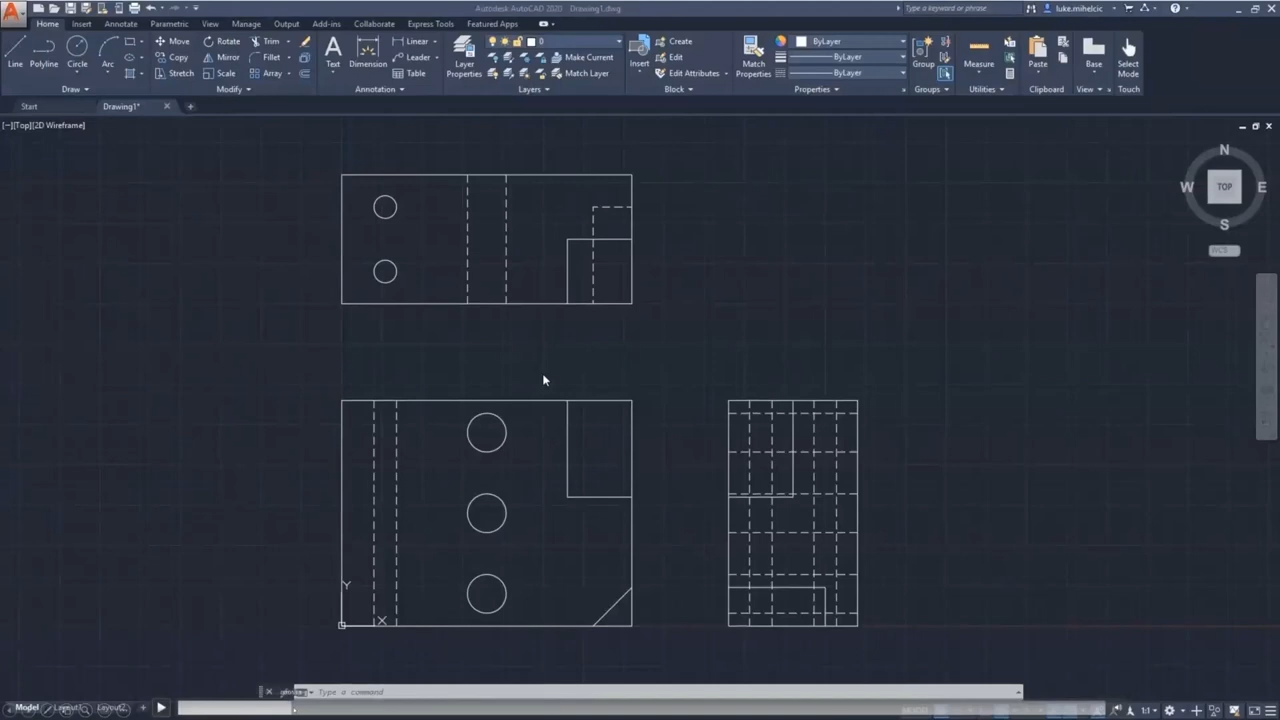 Autodesk AutoCAD 2020 Drawing1.dwg
Type a keyword or phrase
luke.mihelcic
Home Insert Annotate Parametric View Manage Output Add-ins Collaborate Express Tools Featured Apps
Line Polyline Circle Arc
Move Rotate Trim
Copy Mirror Fillet
Stretch Scale Array
Text Dimension
Linear
Leader
Table
Layer Properties
0
Make Current
Match Layer
Insert
Create
Edit
Edit Attributes
Match Properties
ByLayer
ByLayer
ByLayer
Group
Measure
Paste
Base
Select Mode
Draw Modify Annotation Layers Block Properties Groups Utilities Clipboard View Touch
Start Drawing1*
[−][Top][2D Wireframe]
N
W TOP E
S
WCS
Y
X
Type a command
Model Layout1 Layout2
1:1